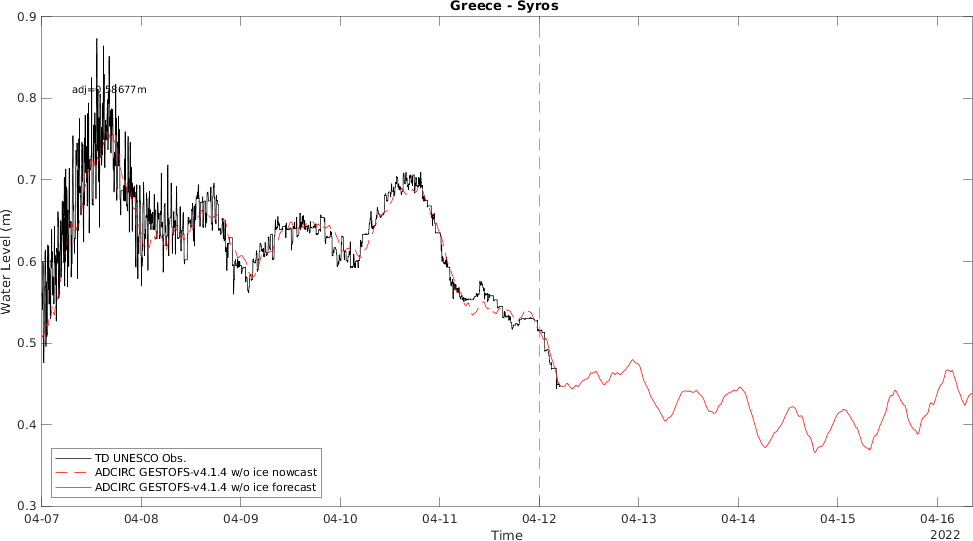 Greece - Syros
0.9
0.8
0.7
0.6
0.5
0.4
0.3
Water Level (m)
adj=0.58677m
TD UNESCO Obs.
ADCIRC GESTOFS-v4.1.4 w/o ice nowcast
ADCIRC GESTOFS-v4.1.4 w/o ice forecast
04-07 04-08 04-09 04-10 04-11 04-12 04-13 04-14 04-15 04-16
Time
2022